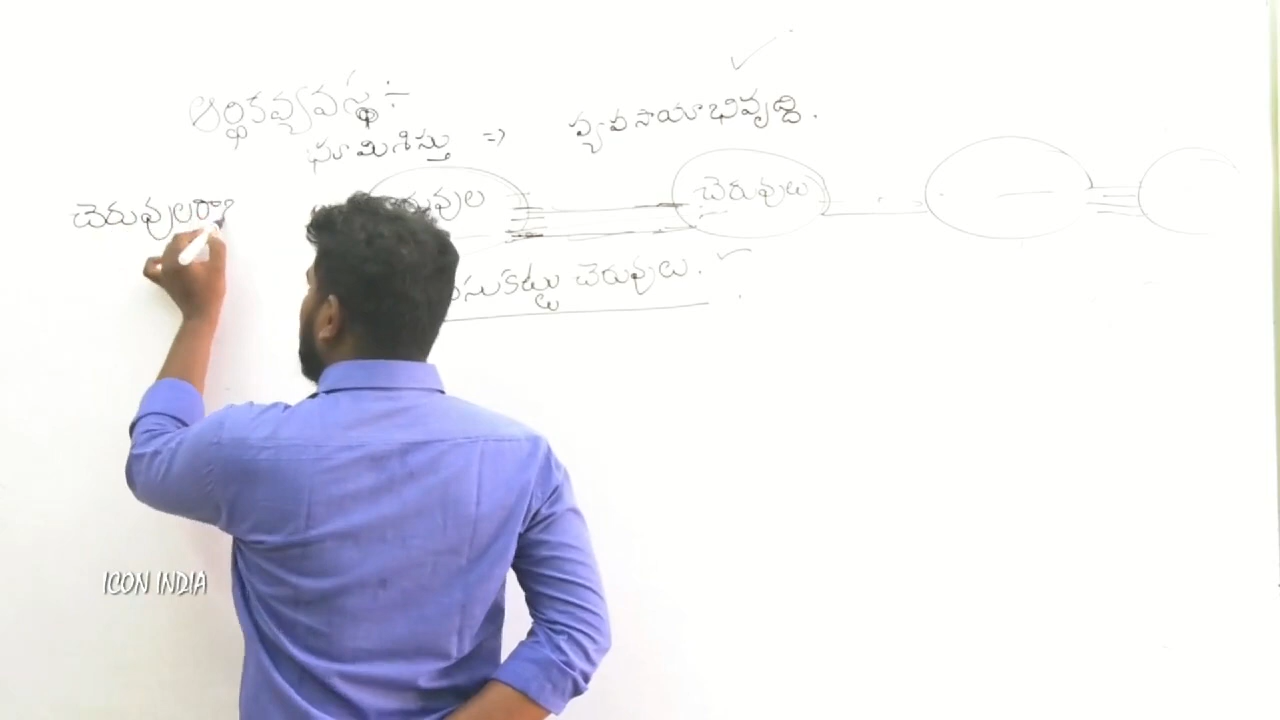 ఆర్థికవ్యవస్థ ÷
భూమిశిస్తు => వ్యవసాయాభివృద్ధి.
చెరువులు
చెరువుల
సుకట్టు చెరువులు.
ICON INDIA